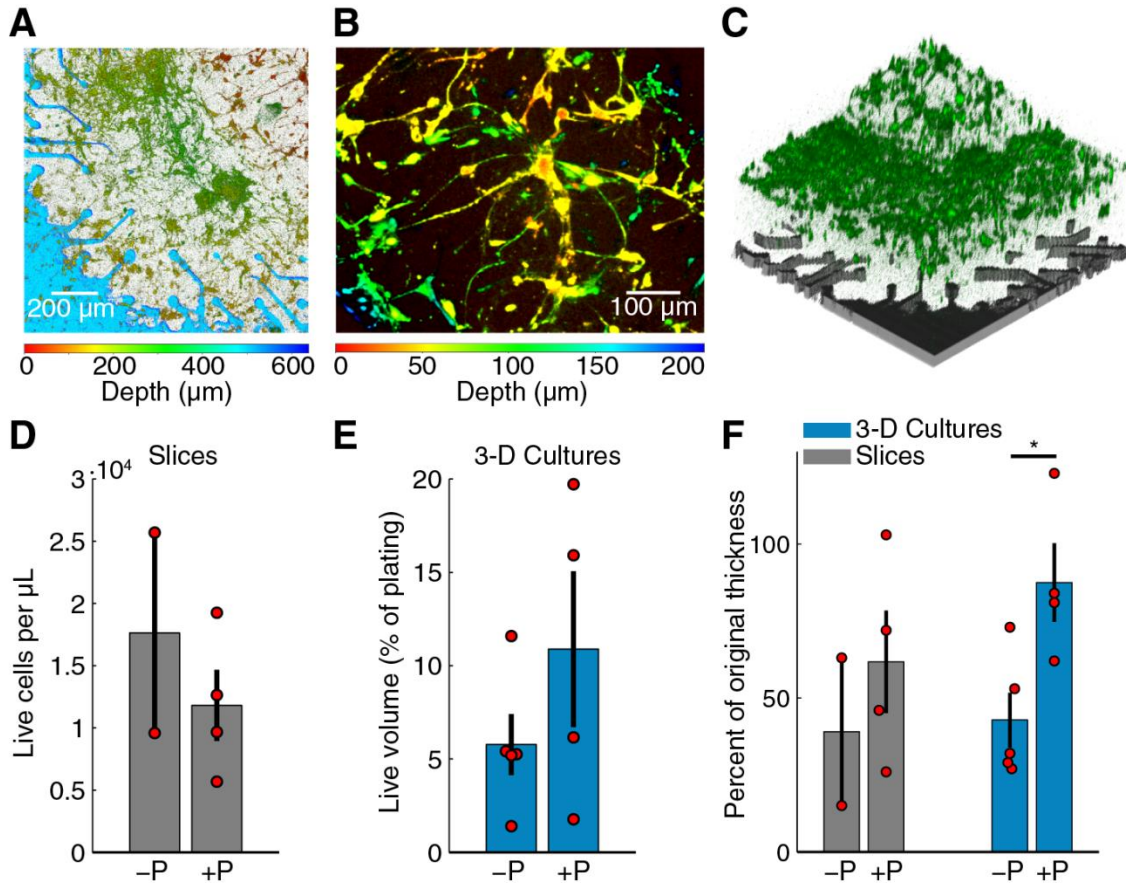 A
200 µm
0 200 400 600
Depth (µm)
B
100 µm
0 50 100 150 200
Depth (µm)
C
D
Slices
3·10⁴
2.5
2
1.5
1
0.5
0
Live cells per µL
−P +P
E
3-D Cultures
20
15
10
5
0
Live volume (% of plating)
−P +P
F
3-D Cultures
Slices
*
100
50
0
Percent of original thickness
−P +P −P +P